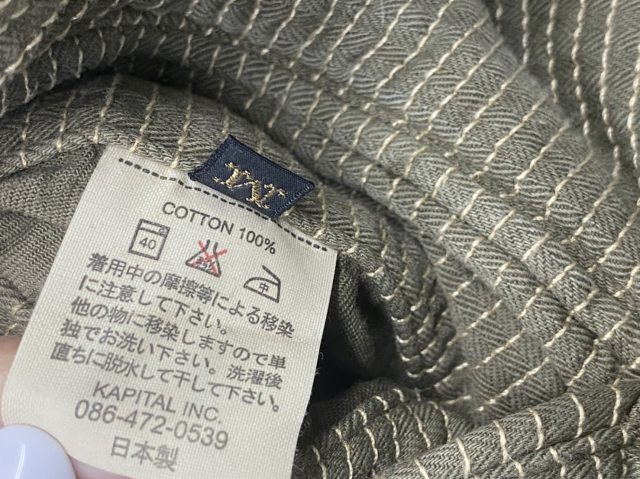 M
COTTON 100%
40
中
着用中の摩擦等による移染
に注意して下さい。
他の物に移染しますので単
独でお洗い下さい。洗濯後
直ちに脱水して干して下さい。
KAPITAL INC.
086-472-0539
日本製